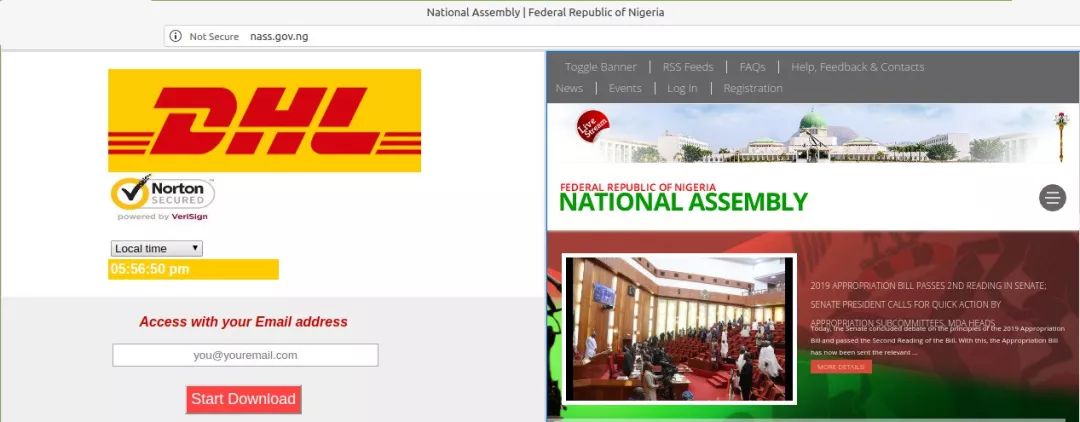 National Assembly | Federal Republic of Nigeria
Not Secure nass.gov.ng
DHL
Norton
SECURED
powered by VeriSign
Local time
05:56:50 pm
Access with your Email address
you@youremail.com
Start Download
Toggle Banner | RSS Feeds | FAQs | Help, Feedback & Contacts
News | Events | Log In | Registration
Live
Stream
FEDERAL REPUBLIC OF NIGERIA
NATIONAL ASSEMBLY
2019 APPROPRIATION BILL PASSES 2ND READING IN SENATE;
SENATE PRESIDENT CALLS FOR QUICK ACTION BY
APPROPRIATION SUBCOMMITTEES, MDA HEADS
Today, the Senate concluded debate on the principles of the 2019 Appropriation
Bill and passed the Second Reading of the Bill. With this, the Appropriation Bill
has now been sent the relevant ...
MORE DETAILS!